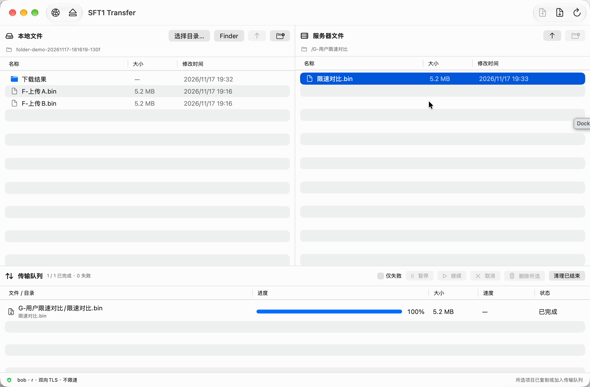 SFT1 Transfer
本地文件
选择目录...
Finder
folder-demo-20261117-181619-1301
名称 大小 修改时间
下载结果 — 2026/11/17 19:32
F-上传 A.bin 5.2 MB 2026/11/17 19:16
F-上传 B.bin 5.2 MB 2026/11/17 19:16
服务器文件
/G-用户限速对比
名称 大小 修改时间
限速对比.bin 5.2 MB 2026/11/17 19:33
Dock
传输队列 1 / 1 已完成 · 0 失败
仅失败 暂停 继续 取消 删除所选 清理已结束
文件 / 目录 进度 大小 速度 状态
G-用户限速对比/限速对比.bin 100% 5.2 MB — 已完成
限速对比.bin
bob · r · 双向TLS · 不限速
所选项目已复制或加入传输队列